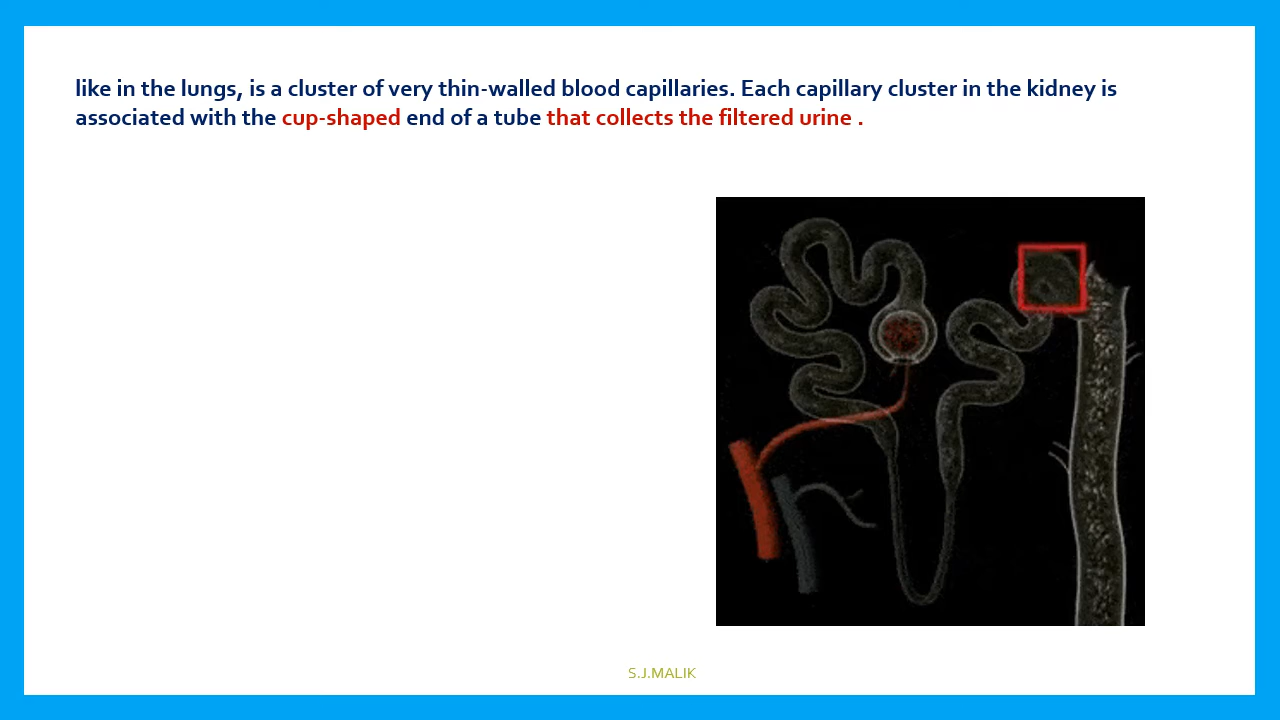 like in the lungs, is a cluster of very thin-walled blood capillaries. Each capillary cluster in the kidney is
associated with the cup-shaped end of a tube that collects the filtered urine .
S.J.MALIK